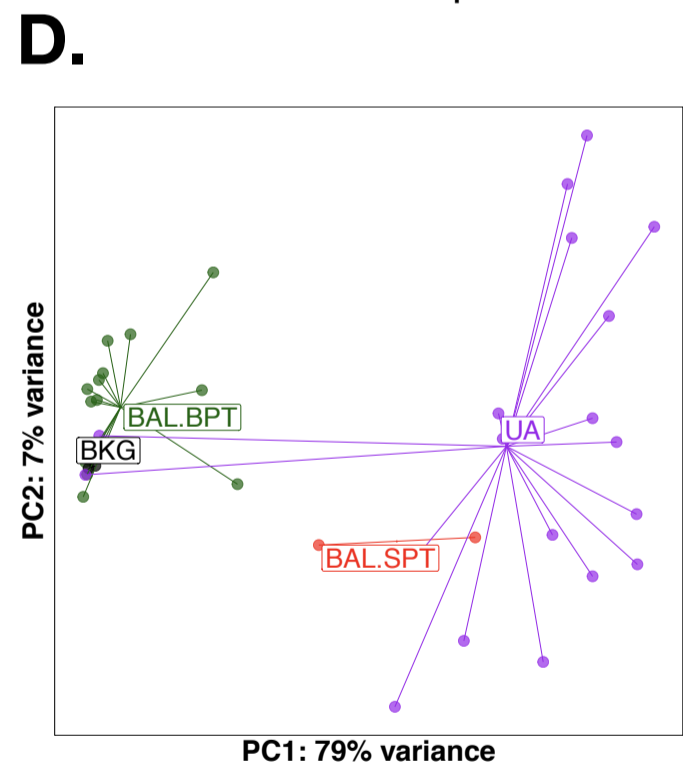 D.
PC2: 7% variance
BAL.BPT
BKG
UA
BAL.SPT
PC1: 79% variance